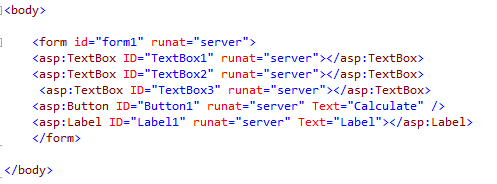 <body>
<form id="form1" runat="server">
<asp:TextBox ID="TextBox1" runat="server"></asp:TextBox>
<asp:TextBox ID="TextBox2" runat="server"></asp:TextBox>
<asp:TextBox ID="TextBox3" runat="server"></asp:TextBox>
<asp:Button ID="Button1" runat="server" Text="Calculate" />
<asp:Label ID="Label1" runat="server" Text="Label"></asp:Label>
</form>
</body>